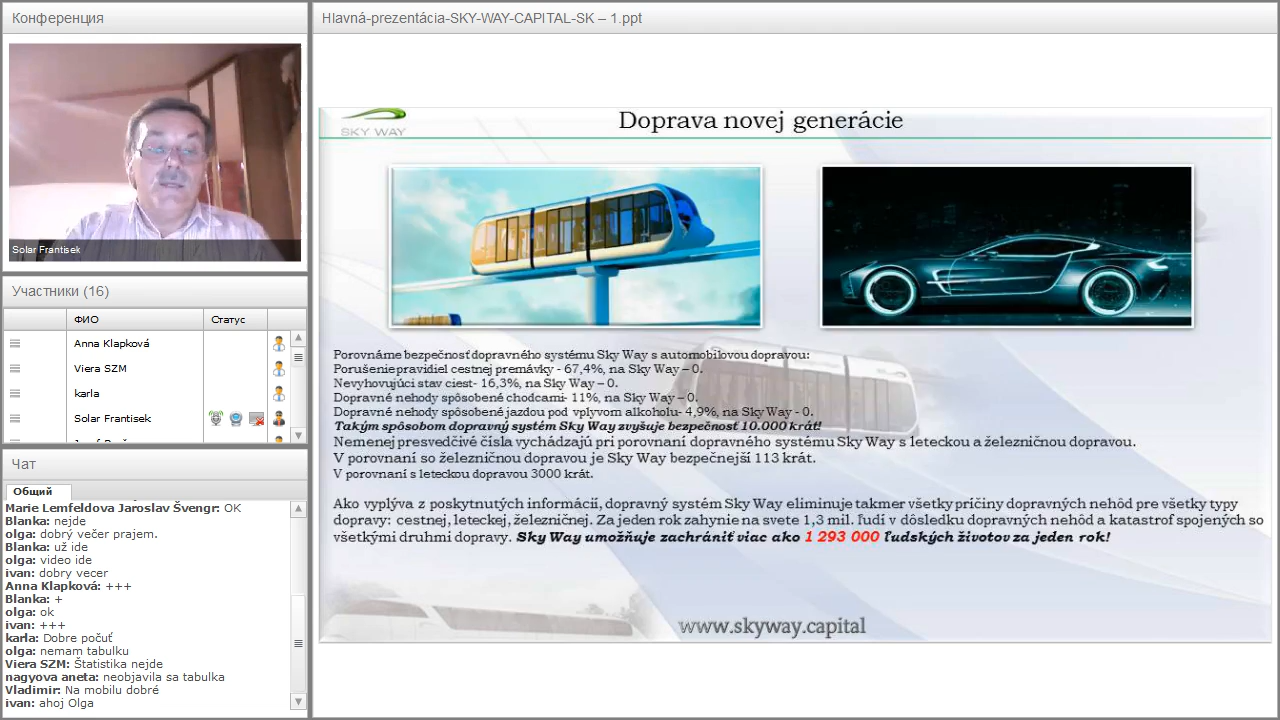 Конференция
Solar Frantisek
Участники (16)
ФИО
Статус
Anna Klapková
Viera SZM
karla
Solar Frantisek
Чат
Общий
Marie Lemfeldova Jaroslav Švengr: OK
Blanka: nejde
olga: dobrý večer prajem.
Blanka: už ide
olga: video ide
ivan: dobry vecer
Anna Klapková: +++
Blanka: +
olga: ok
ivan: +++
karla: Dobre počuť
olga: nemam tabulku
Viera SZM: Štatistika nejde
nagyova aneta: neobjavila sa tabulka
Vladimir: Na mobilu dobré
ivan: ahoj Olga
Hlavná-prezentácia-SKY-WAY-CAPITAL-SK – 1.ppt
SKY WAY
Doprava novej generácie
Porovnáme bezpečnosť dopravného systému Sky Way s automobilovou dopravou:
Porušenie pravidiel cestnej premávky - 67,4%, na Sky Way – 0.
Nevyhovujúci stav ciest- 16,3%, na Sky Way – 0.
Dopravné nehody spôsobené chodcami- 11%, na Sky Way – 0.
Dopravné nehody spôsobené jazdou pod vplyvom alkoholu- 4,9%, na Sky Way - 0.
Takým spôsobom dopravný systém Sky Way zvyšuje bezpečnosť 10.000 krát!
Nemenej presvedčivé čísla vychádzajú pri porovnaní dopravného systému Sky Way s leteckou a železničnou dopravou.
V porovnaní so železničnou dopravou je Sky Way bezpečnejší 113 krát.
V porovnaní s leteckou dopravou 3000 krát.
Ako vyplýva z poskytnutých informácií, dopravný systém Sky Way eliminuje takmer všetky príčiny dopravných nehôd pre všetky typy
dopravy: cestnej, leteckej, železničnej. Za jeden rok zahynie na svete 1,3 mil. ľudí v dôsledku dopravných nehôd a katastrof spojených so
všetkými druhmi dopravy. Sky Way umožňuje zachrániť viac ako 1 293 000 ľudských životov za jeden rok!
www.skyway.capital